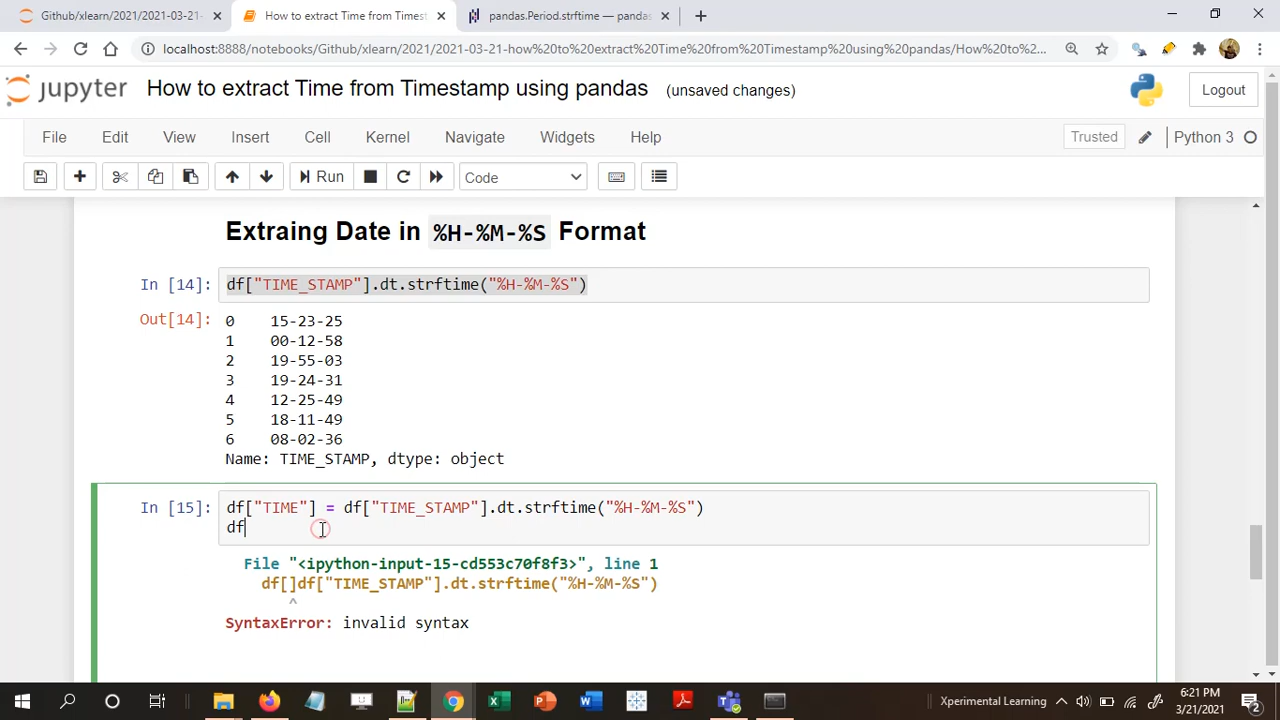 Github/xlearn/2021/2021-03-21-
How to extract Time from Timest
pandas.Period.strftime — pandas
localhost:8888/notebooks/Github/xlearn/2021/2021-03-21-how%20to%20extract%20Time%20from%20Timestamp%20using%20pandas/How%20to%...
jupyter How to extract Time from Timestamp using pandas (unsaved changes) Logout
File Edit View Insert Cell Kernel Navigate Widgets Help Trusted Python 3
Run Code
Extraing Date in %H-%M-%S Format
In [14]: df["TIME_STAMP"].dt.strftime("%H-%M-%S")
Out[14]: 0 15-23-25
1 00-12-58
2 19-55-03
3 19-24-31
4 12-25-49
5 18-11-49
6 08-02-36
Name: TIME_STAMP, dtype: object
In [15]: df["TIME"] = df["TIME_STAMP"].dt.strftime("%H-%M-%S")
df
File "<ipython-input-15-cd553c70f8f3>", line 1
df[]df["TIME_STAMP"].dt.strftime("%H-%M-%S")
^
SyntaxError: invalid syntax
Xperimental Learning 6:21 PM
3/21/2021 2